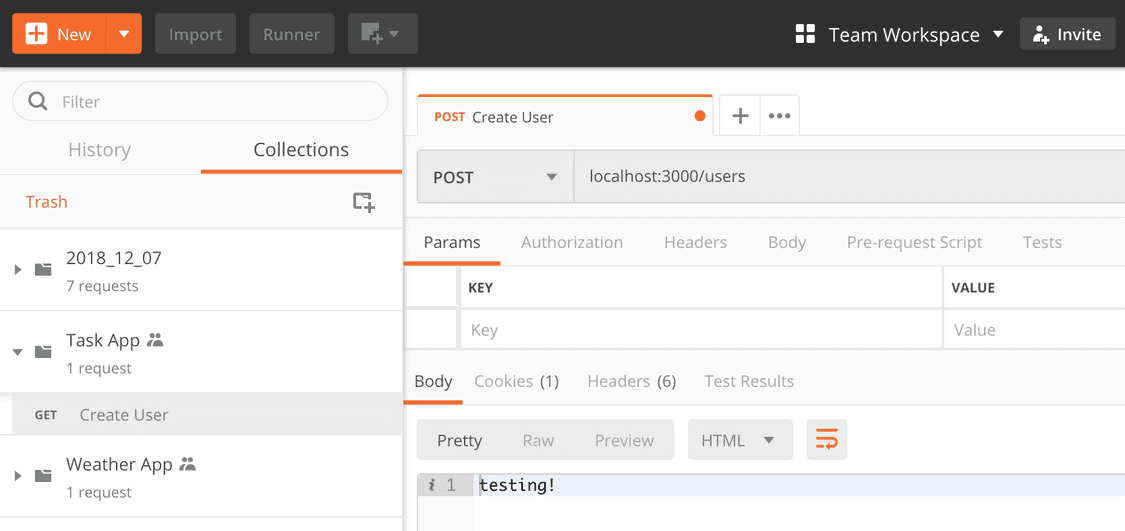 New Import Runner Team Workspace Invite
Filter
History Collections
Trash
2018_12_07
7 requests
Task App
1 request
GET Create User
Weather App
1 request
POST Create User
POST localhost:3000/users
Params Authorization Headers Body Pre-request Script Tests
KEY VALUE
Key Value
Body Cookies (1) Headers (6) Test Results
Pretty Raw Preview HTML
i 1 testing!